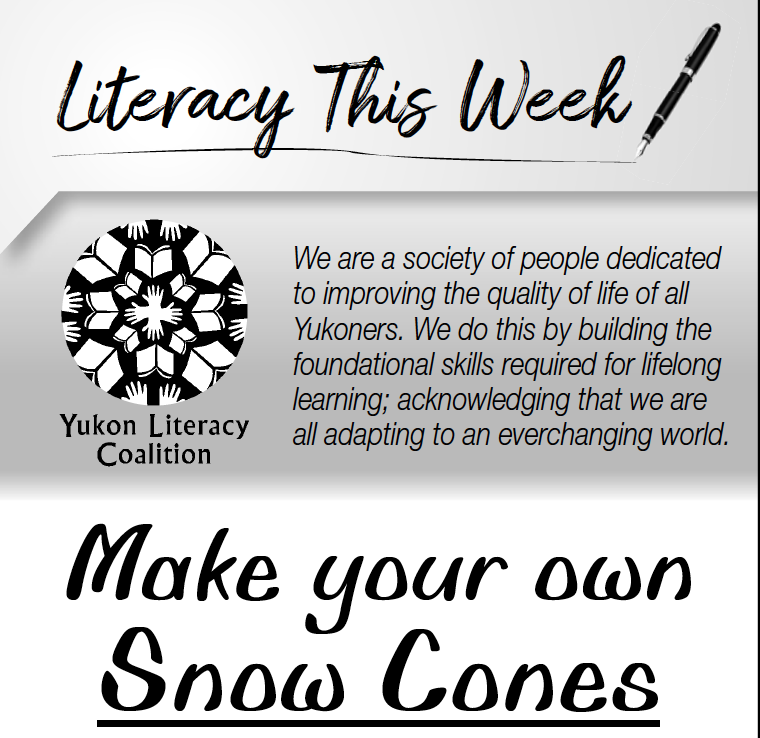 Literacy This Week
We are a society of people dedicated
to improving the quality of life of all
Yukoners. We do this by building the
foundational skills required for lifelong
learning; acknowledging that we are
all adapting to an everchanging world.
Yukon Literacy
Coalition
Make your own
Snow Cones